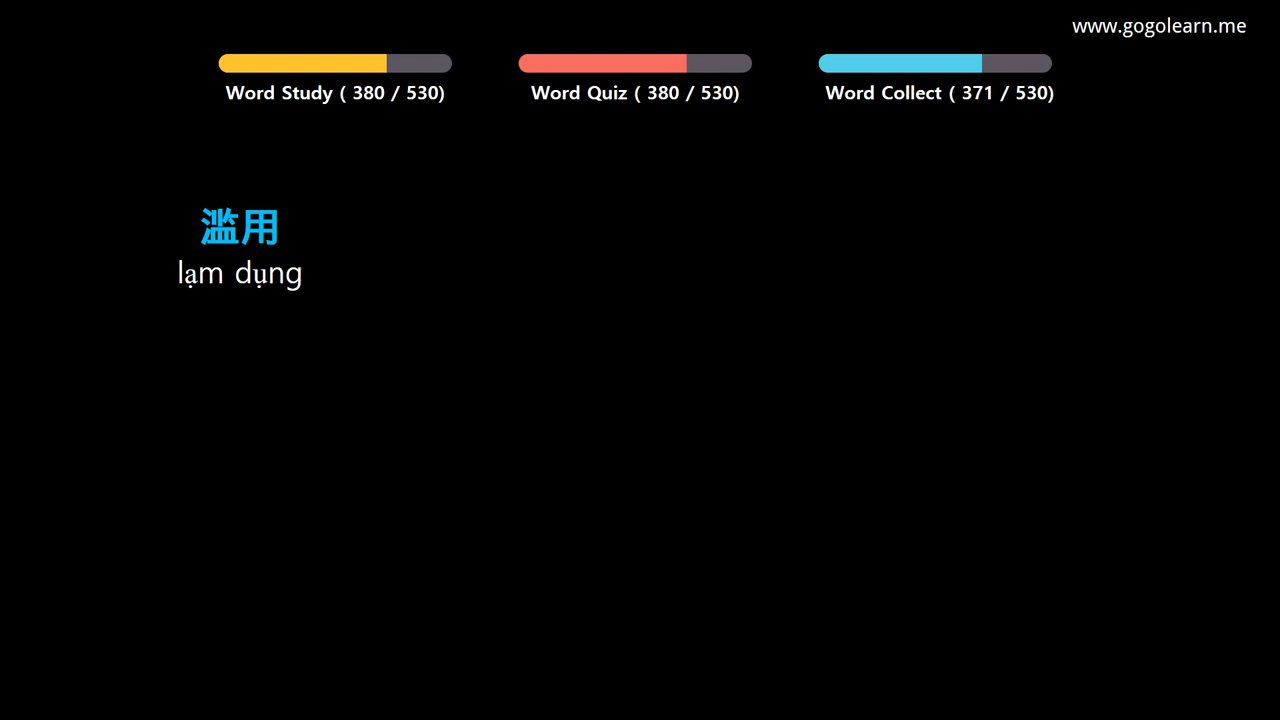 www.gogolearn.me
Word Study ( 380 / 530)
Word Quiz ( 380 / 530)
Word Collect ( 371 / 530)
滥用
lạm dụng